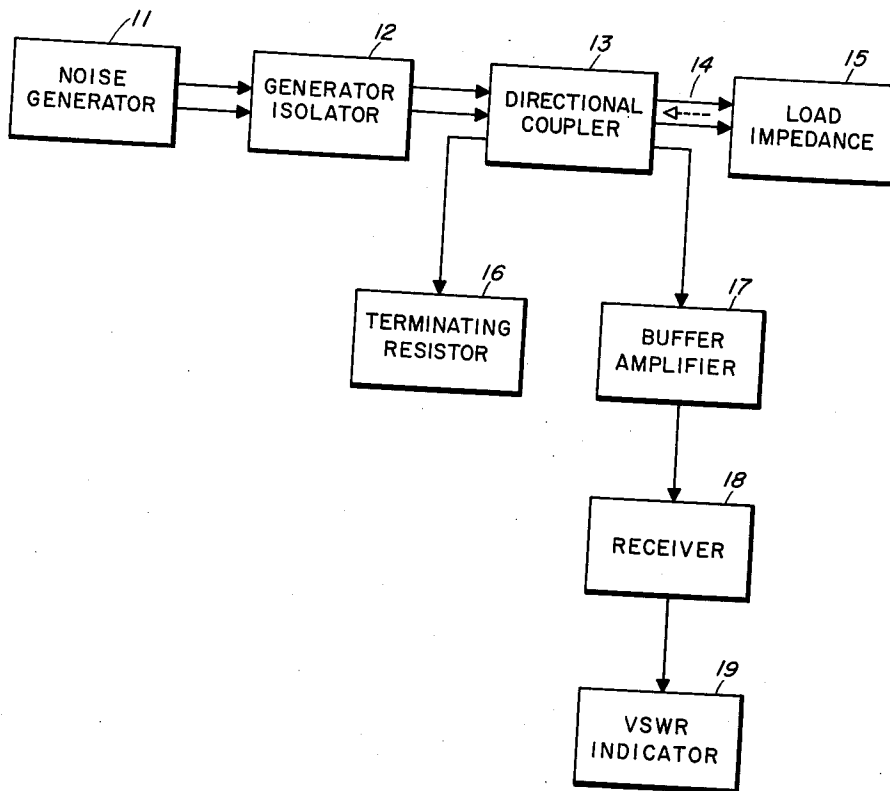 11
NOISE
GENERATOR
12
GENERATOR
ISOLATOR
13
DIRECTIONAL
COUPLER
14
15
LOAD
IMPEDANCE
16
TERMINATING
RESISTOR
17
BUFFER
AMPLIFIER
18
RECEIVER
19
VSWR
INDICATOR